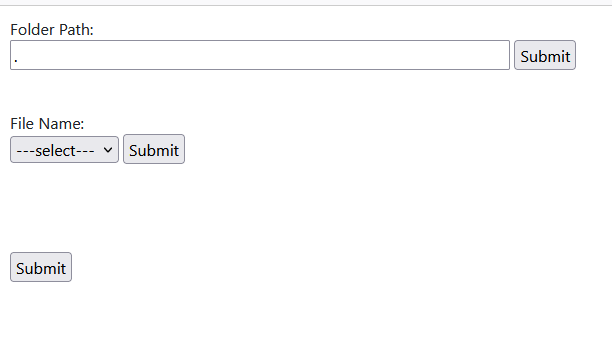 Folder Path:
. Submit
File Name:
---select--- Submit
Submit